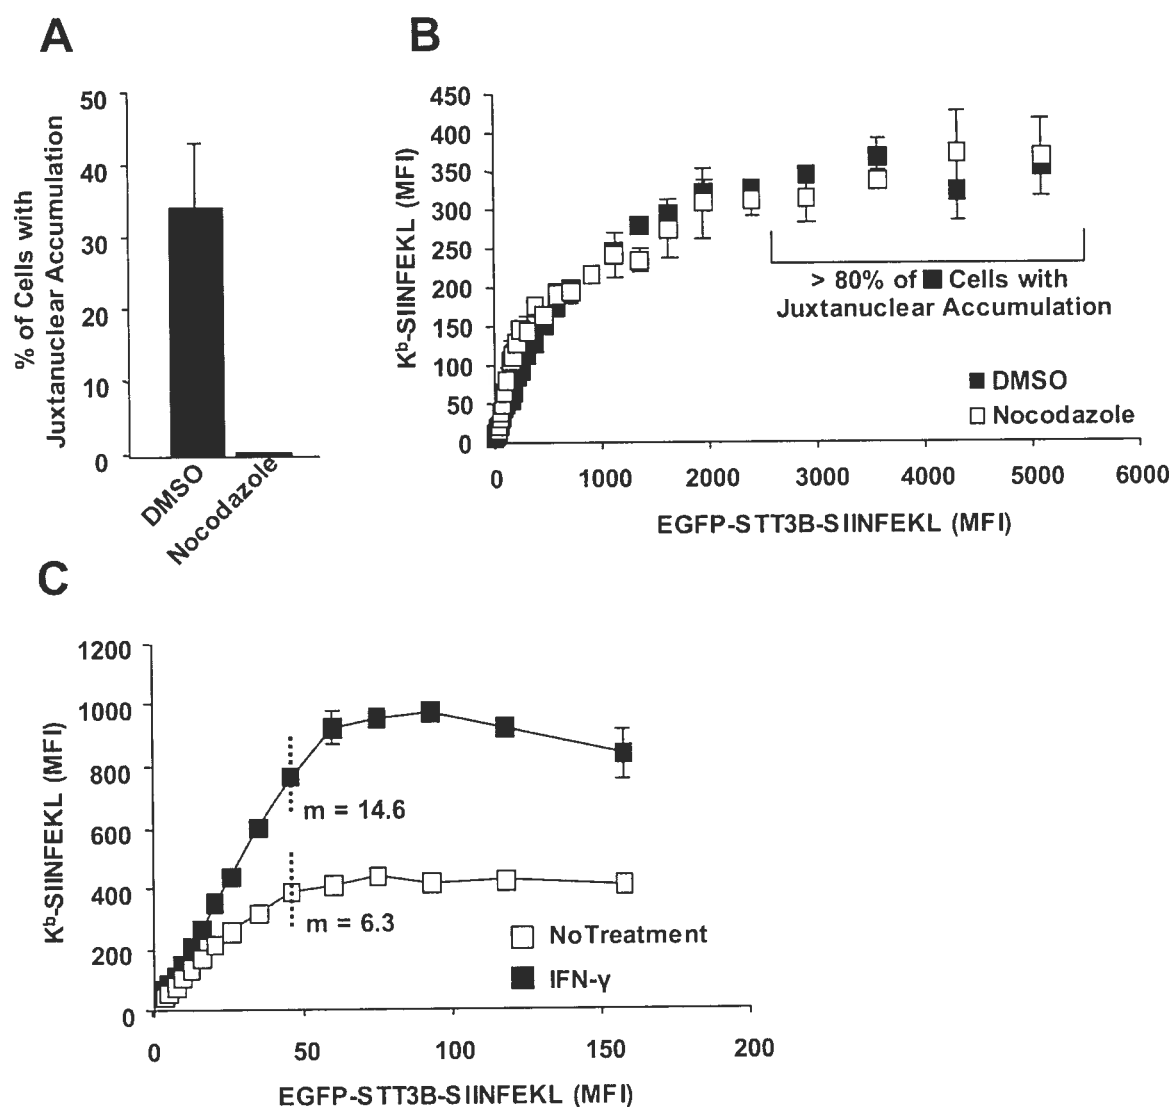 A
% of Cells with
Juxtanuclear Accumulation
50
40
30
20
10
0
DMSO
Nocodazole
B
Kᵇ-SIINFEKL (MFI)
450
400
350
300
250
200
150
100
50
0
> 80% of ■ Cells with
Juxtanuclear Accumulation
■ DMSO
□ Nocodazole
0 1000 2000 3000 4000 5000 6000
EGFP-STT3B-SIINFEKL (MFI)
C
Kᵇ-SIINFEKL (MFI)
1200
1000
800
600
400
200
0
m = 14.6
m = 6.3
□ No Treatment
■ IFN-γ
0 50 100 150 200
EGFP-STT3B-SIINFEKL (MFI)